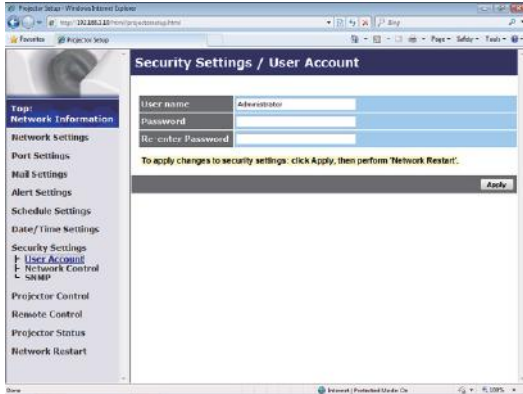 Projector Setup - Windows Internet Explorer
Bing
Favorites
Projector Setup
Page
Safety
Tools
Security Settings / User Account
Top:
Network Information
Network Settings
Port Settings
Mail Settings
Alert Settings
Schedule Settings
Date/Time Settings
Security Settings
User Account
Network Control
SNMP
Projector Control
Remote Control
Projector Status
Network Restart
User name
Administrator
Password
Re-enter Password
To apply changes to security settings: click Apply, then perform 'Network Restart'.
Apply
Done
Internet | Protected Mode: On
100%